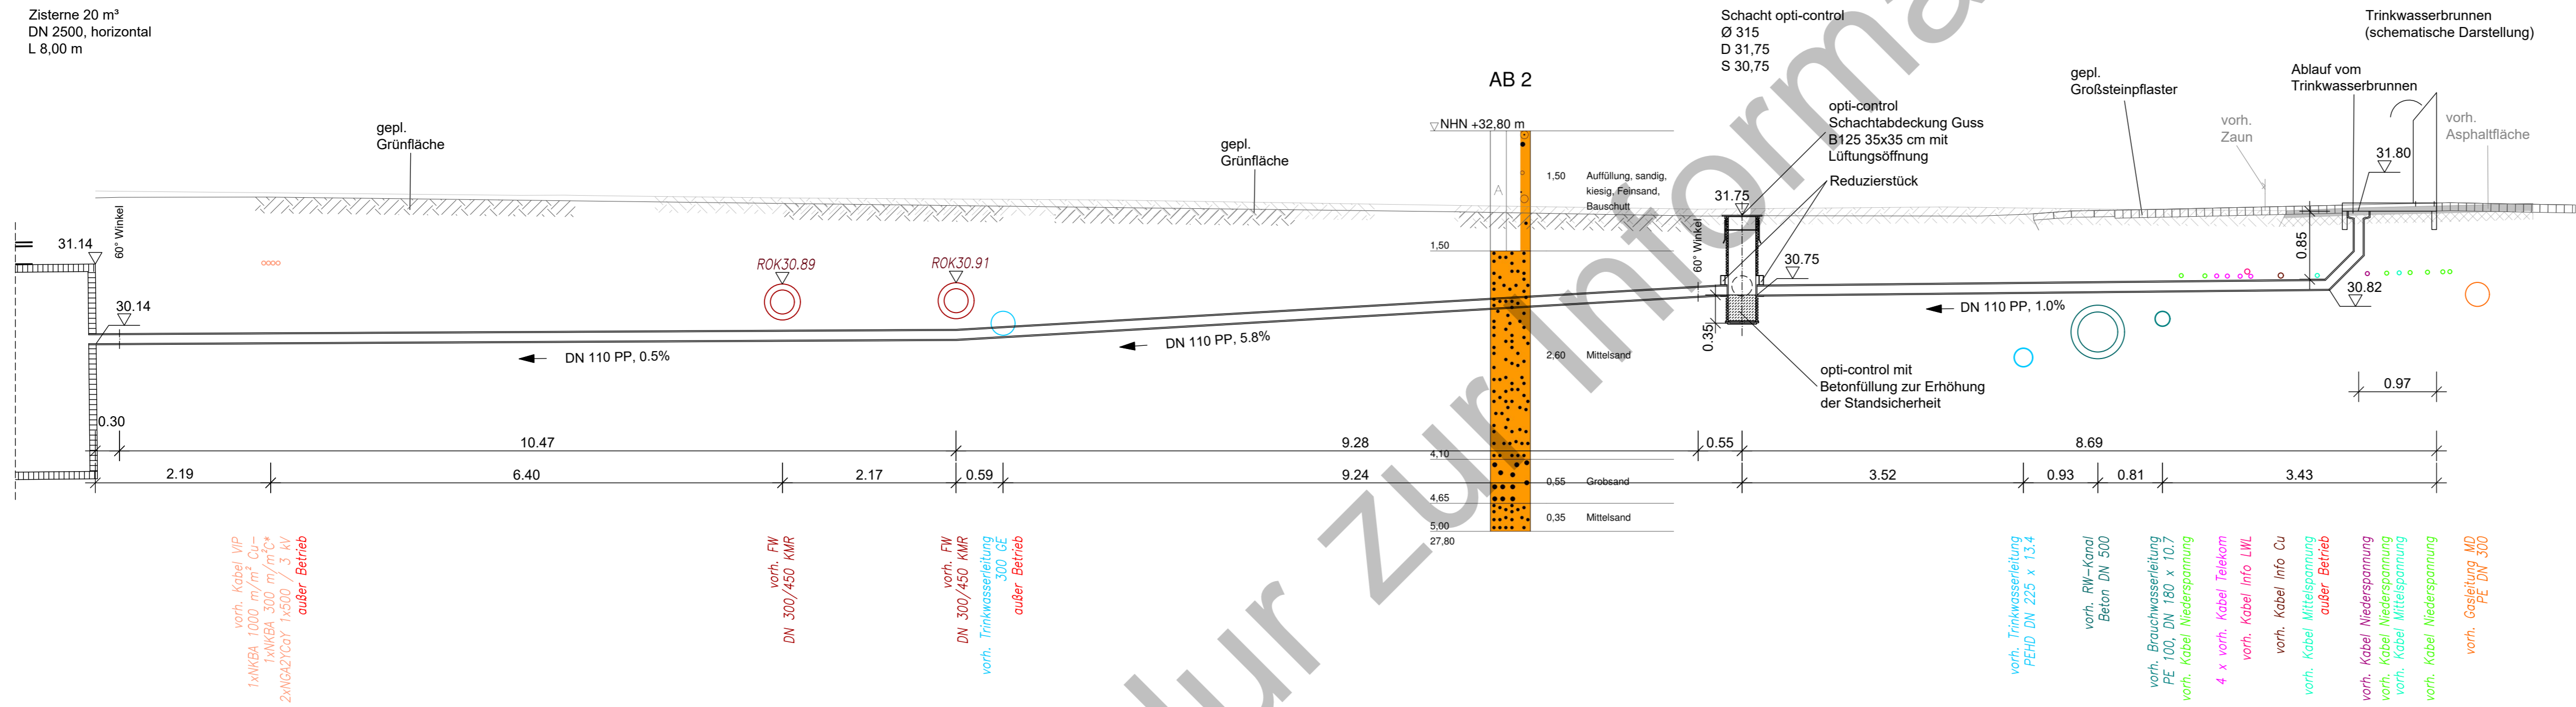 Zisterne 20 m³
DN 2500, horizontal
L 8,00 m
Schacht opti-control
Ø 315
D 31,75
S 30,75
Trinkwasserbrunnen
(schematische Darstellung)
AB 2
NHN +32,80 m
gepl.
Grünfläche
gepl.
Grünfläche
opti-control
Schachtabdeckung Guss
B125 35x35 cm mit
Lüftungsöffnung
Reduzierstück
gepl.
Großsteinpflaster
Ablauf vom
Trinkwasserbrunnen
vorh.
Zaun
vorh.
Asphaltfläche
31.80
31.75
1,50 Auffüllung, sandig,
kiesig, Feinsand,
Bauschutt
A
60° Winkel
60° Winkel
31.14
30.14
ROK30.89
ROK30.91
1,50
30.75
0.85
30.82
0.35
DN 110 PP, 0.5%
DN 110 PP, 5.8%
DN 110 PP, 1.0%
2,60 Mittelsand
opti-control mit
Betonfüllung zur Erhöhung
der Standsicherheit
0.97
0.30
10.47
9.28
0.55
8.69
4,10
2.19
6.40
2.17
0.59
9.24
3.52
0.93
0.81
3.43
0,55 Grobsand
4,65
0,35 Mittelsand
5,00
27,80
vorh. Kabel VIP
1xNKBA 1000 m/m² Cu-
1xNKBA 300 m/m²C*
2xNGA2YCaY 1x500 / 3 kV
außer Betrieb
vorh. FW
DN 300/450 KMR
vorh. FW
DN 300/450 KMR
vorh. Trinkwasserleitung
300 GE
außer Betrieb
vorh. Trinkwasserleitung
PEHD DN 225 x 13.4
vorh. RW-Kanal
Beton DN 500
vorh. Brauchwasserleitung
PE 100, DN 180 x 10.7
vorh. Kabel Niederspannung
4 x vorh. Kabel Telekom
vorh. Kabel Info LWL
vorh. Kabel Info Cu
vorh. Kabel Mittelspannung
außer Betrieb
vorh. Kabel Niederspannung
vorh. Kabel Niederspannung
vorh. Kabel Mittelspannung
vorh. Kabel Niederspannung
vorh. Gasleitung MD
PE DN 300